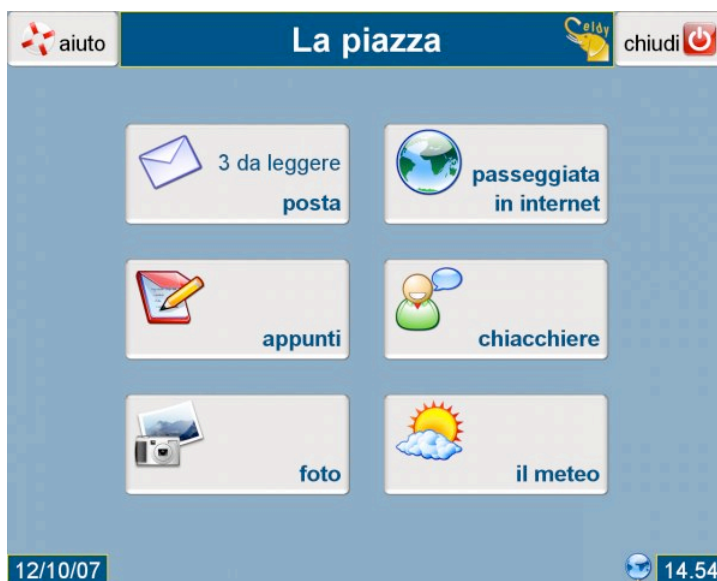 aiuto
La piazza
Eldy
chiudi
3 da leggere
posta
passeggiata
in internet
appunti
chiacchiere
foto
il meteo
12/10/07
14.54